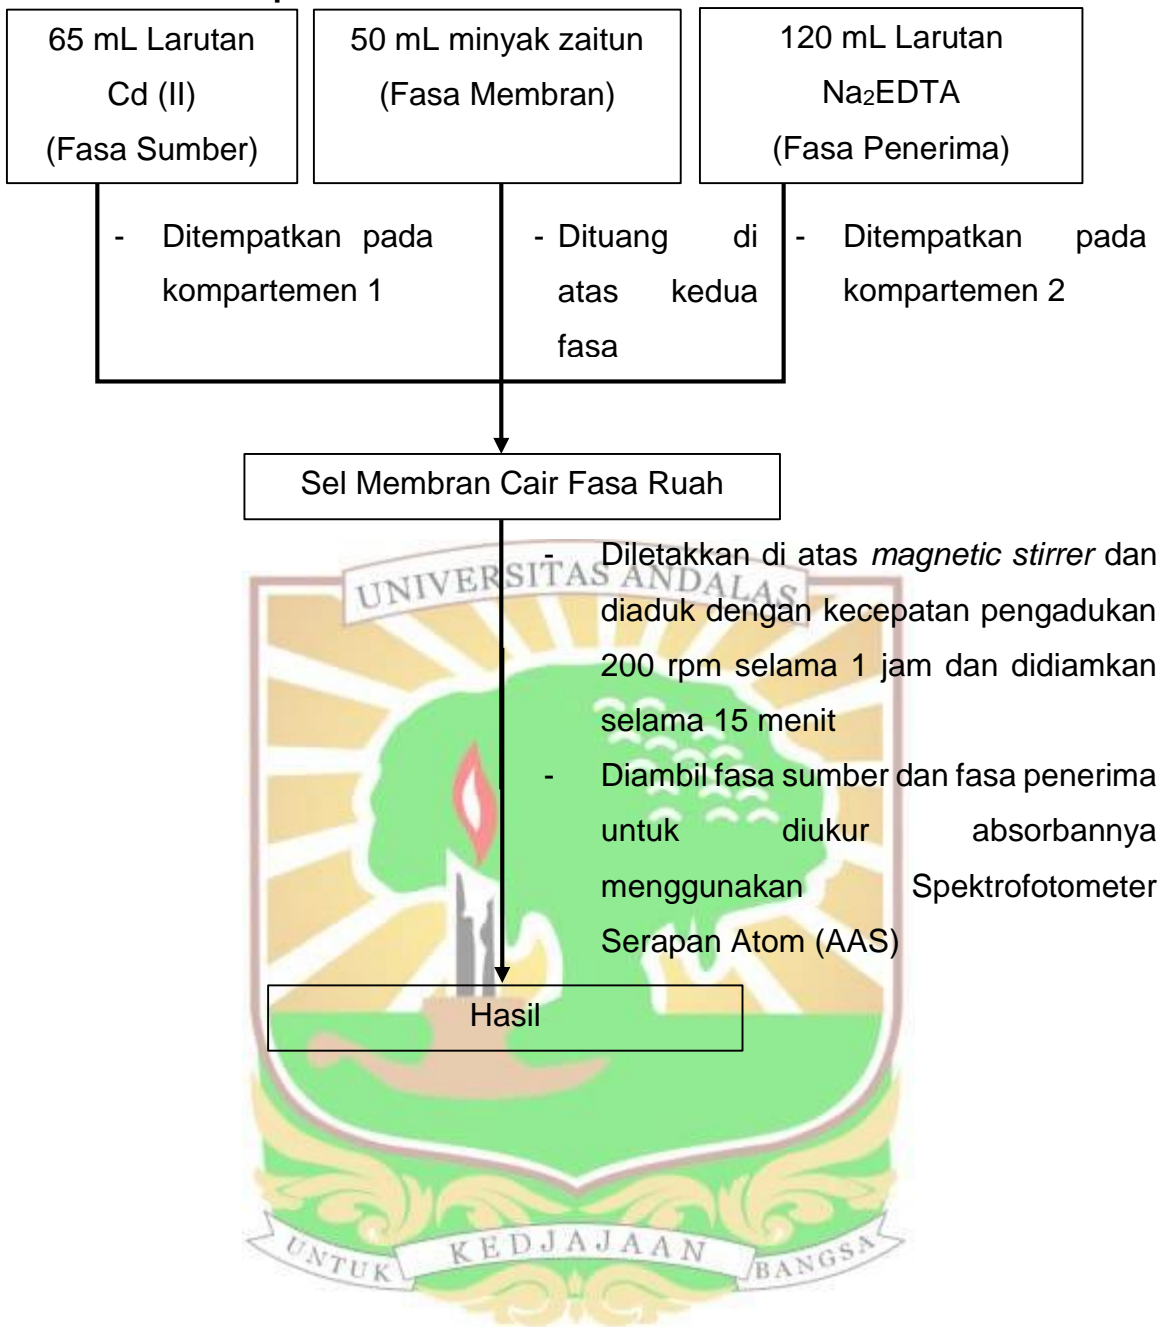 65 mL Larutan
Cd (II)
(Fasa Sumber)
50 mL minyak zaitun
(Fasa Membran)
120 mL Larutan
Na₂EDTA
(Fasa Penerima)
- Ditempatkan pada
kompartemen 1
- Dituang di
atas kedua
fasa
- Ditempatkan pada
kompartemen 2
Sel Membran Cair Fasa Ruah
- Diletakkan di atas magnetic stirrer dan
diaduk dengan kecepatan pengadukan
200 rpm selama 1 jam dan didiamkan
selama 15 menit
- Diambil fasa sumber dan fasa penerima
untuk diukur absorbannya
menggunakan Spektrofotometer
Serapan Atom (AAS)
Hasil
UNIVERSITAS ANDALAS
UNTUK KEDJAJAAN BANGSA